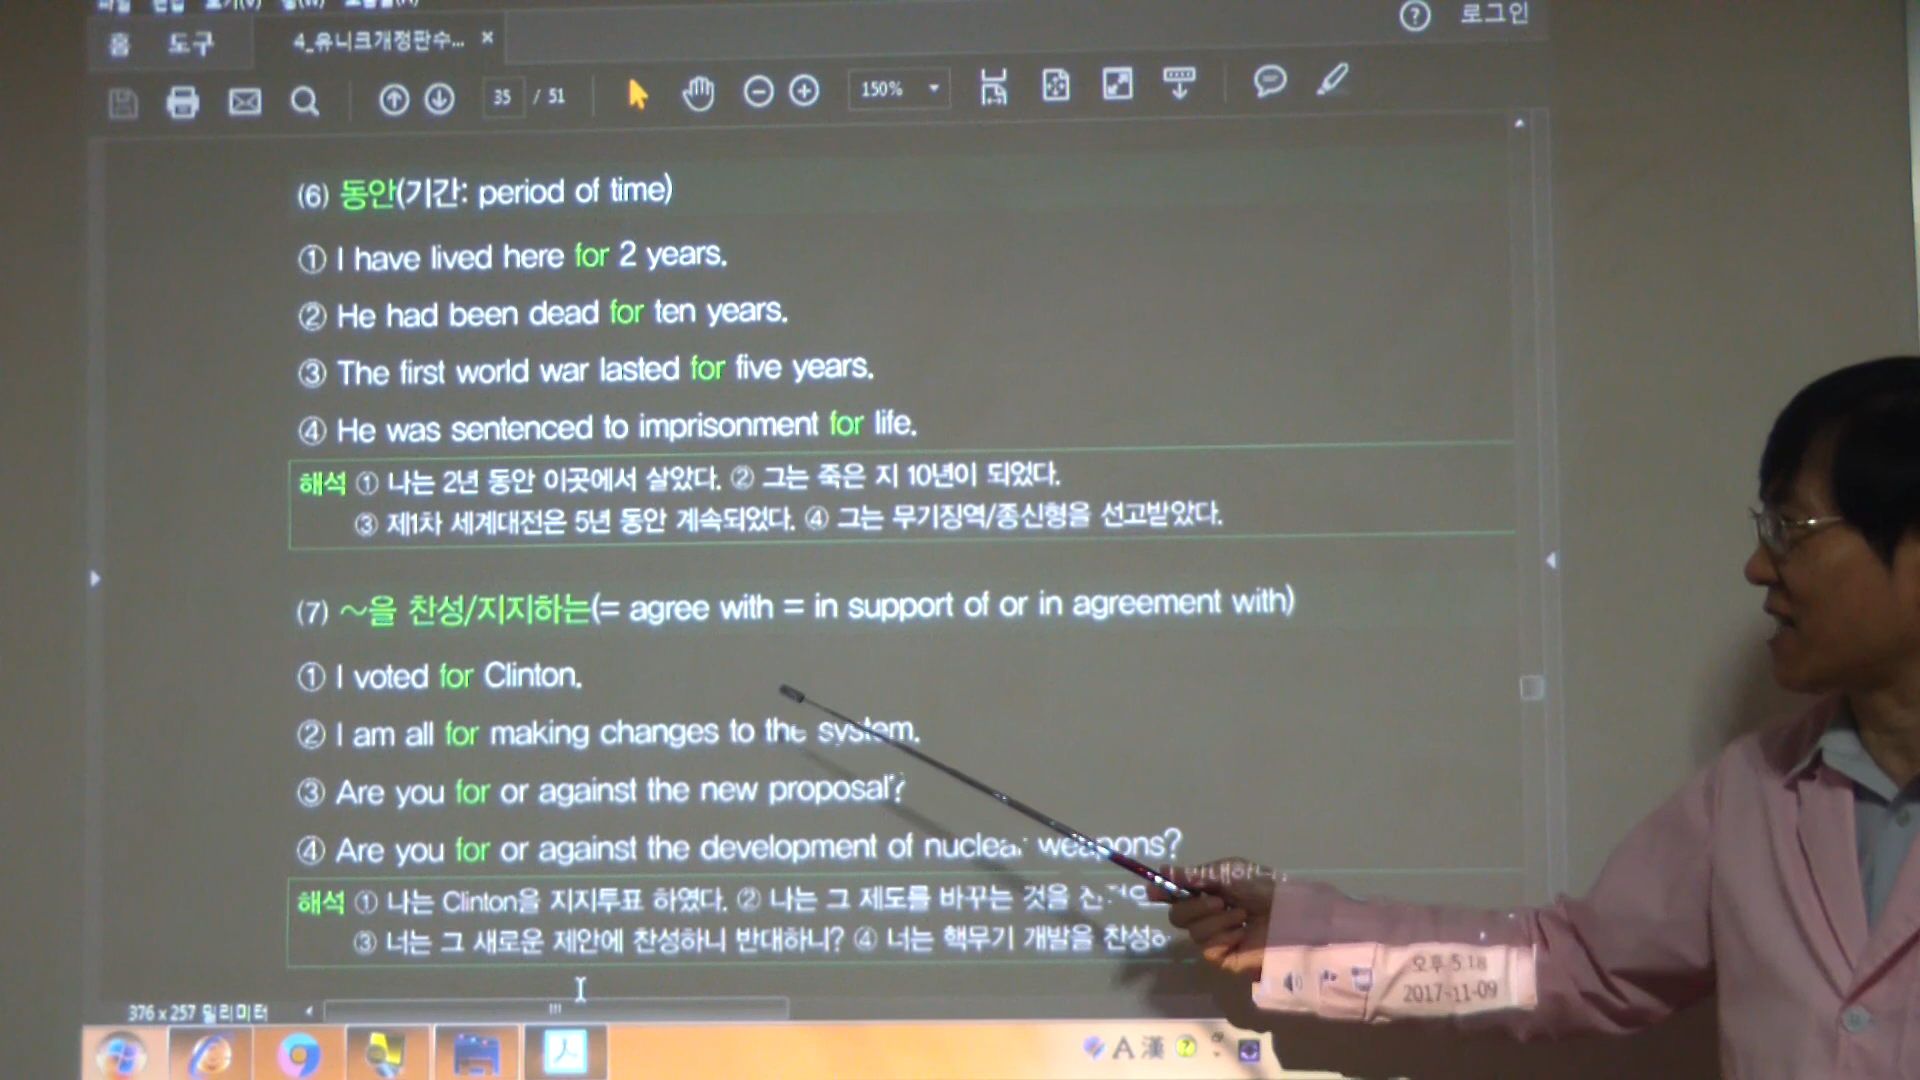 로그인
홈 도구 4_유니크개정판수... ×
35 / 51 150%
(6) 동안(기간: period of time)
① I have lived here for 2 years.
② He had been dead for ten years.
③ The first world war lasted for five years.
④ He was sentenced to imprisonment for life.
해석 ① 나는 2년 동안 이곳에서 살았다. ② 그는 죽은 지 10년이 되었다.
③ 제1차 세계대전은 5년 동안 계속되었다. ④ 그는 무기징역/종신형을 선고받았다.
(7) ~을 찬성/지지하는(= agree with = in support of or in agreement with)
① I voted for Clinton.
② I am all for making changes to the system.
③ Are you for or against the new proposal?
④ Are you for or against the development of nuclear weapons?
해석 ① 나는 Clinton을 지지투표 하였다. ② 나는 그 제도를 바꾸는 것을
③ 너는 그 새로운 제안에 찬성하니 반대하니? ④ 너는 핵무기 개발을
376 x 257 밀리미터
A 漢
오후 5:18
2017-11-09